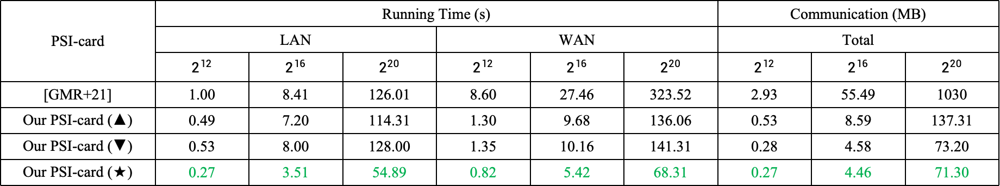 PSI-card Running Time (s) Communication (MB)
LAN WAN Total
2^12 2^16 2^20 2^12 2^16 2^20 2^12 2^16 2^20
[GMR+21] 1.00 8.41 126.01 8.60 27.46 323.52 2.93 55.49 1030
Our PSI-card (▲) 0.49 7.20 114.31 1.30 9.68 136.06 0.53 8.59 137.31
Our PSI-card (▼) 0.53 8.00 128.00 1.35 10.16 141.31 0.28 4.58 73.20
Our PSI-card (★) 0.27 3.51 54.89 0.82 5.42 68.31 0.27 4.46 71.30